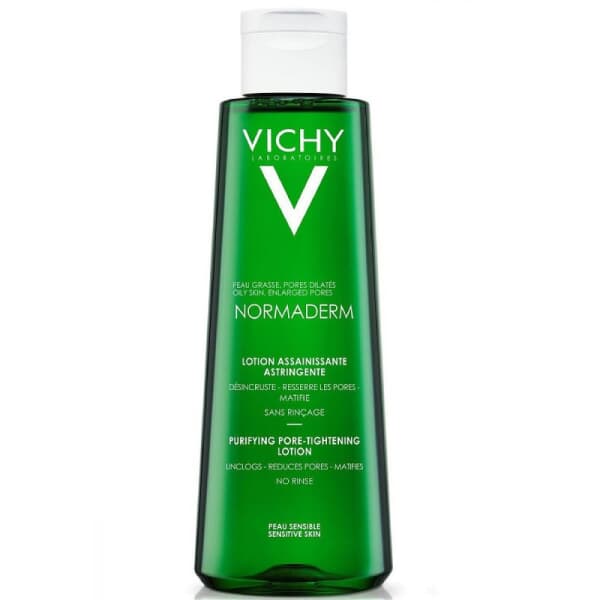 VICHY
LABORATOIRES
V
PEAU GRASSE, PORES DILATÉS
OILY SKIN, ENLARGED PORES
NORMADERM
LOTION ASSAINISSANTE
ASTRINGENTE
DÉSINCRUSTE - RESSERRE LES PORES -
MATIFIE
SANS RINÇAGE
PURIFYING PORE-TIGHTENING
LOTION
UNCLOGS - REDUCES PORES - MATIFIES
NO RINSE
PEAU SENSIBLE
SENSITIVE SKIN